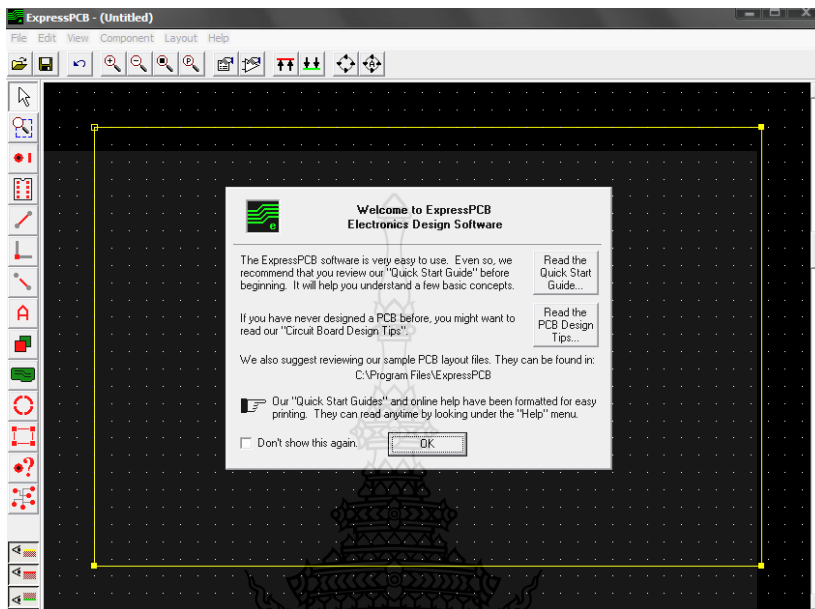 ExpressPCB - (Untitled)
File Edit View Component Layout Help
Welcome to ExpressPCB
Electronics Design Software
The ExpressPCB software is very easy to use. Even so, we
recommend that you review our "Quick Start Guide" before
beginning. It will help you understand a few basic concepts.
Read the
Quick Start
Guide...
If you have never designed a PCB before, you might want to
read our "Circuit Board Design Tips".
Read the
PCB Design
Tips...
We also suggest reviewing our sample PCB layout files. They can be found in:
C:\Program Files\ExpressPCB
Our "Quick Start Guides" and online help have been formatted for easy
printing. They can read anytime by looking under the "Help" menu.
Don't show this again.
OK